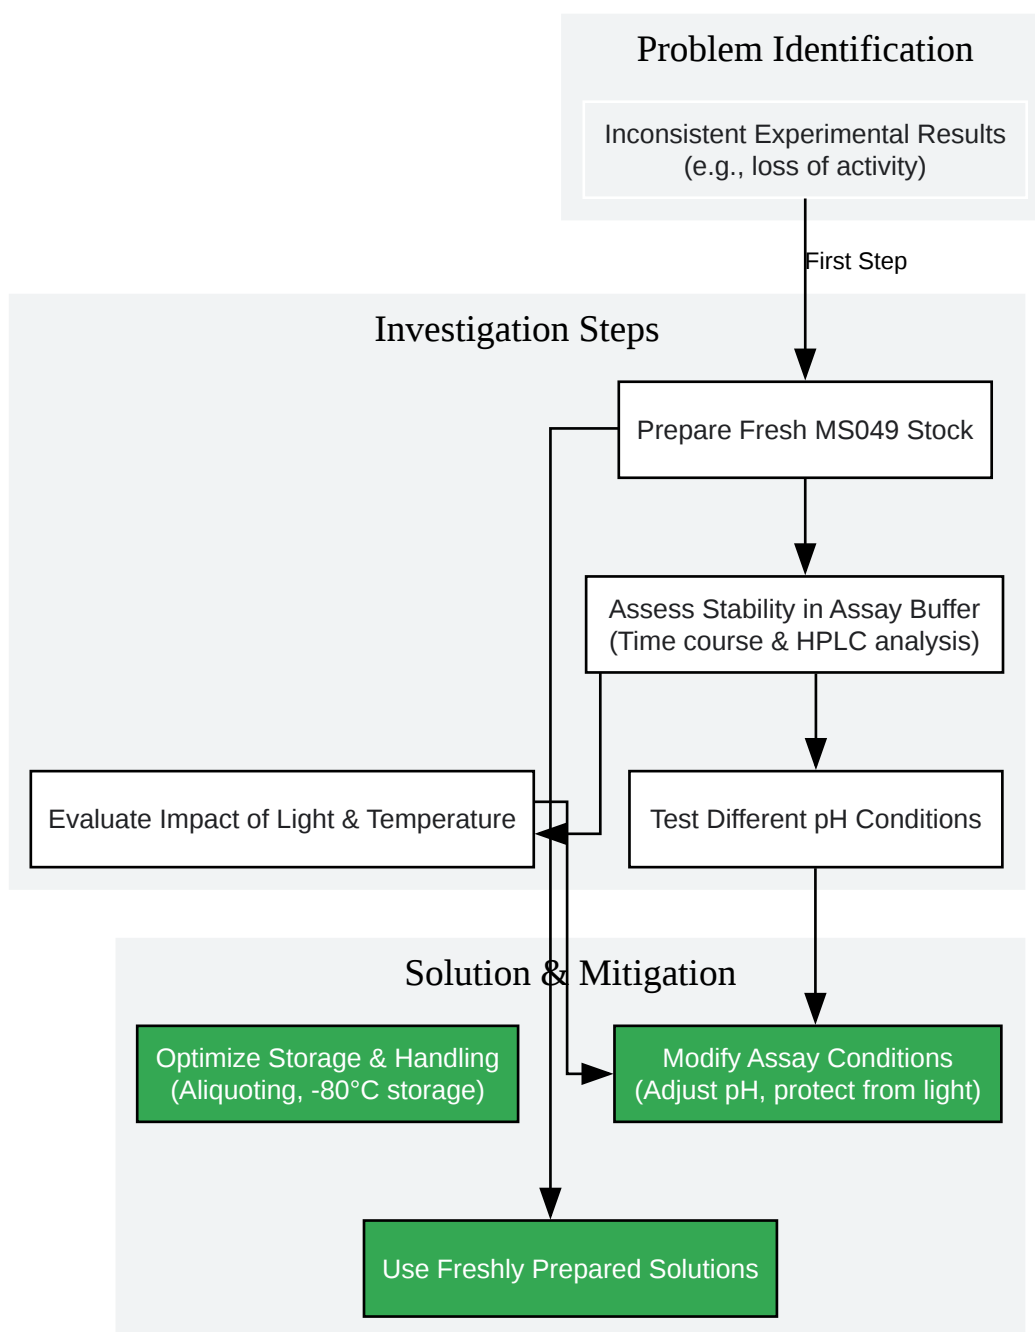 Problem Identification
Inconsistent Experimental Results
(e.g., loss of activity)
First Step
Investigation Steps
Prepare Fresh MS049 Stock
Assess Stability in Assay Buffer
(Time course & HPLC analysis)
Evaluate Impact of Light & Temperature
Test Different pH Conditions
Solution & Mitigation
Optimize Storage & Handling
(Aliquoting, -80°C storage)
Modify Assay Conditions
(Adjust pH, protect from light)
Use Freshly Prepared Solutions